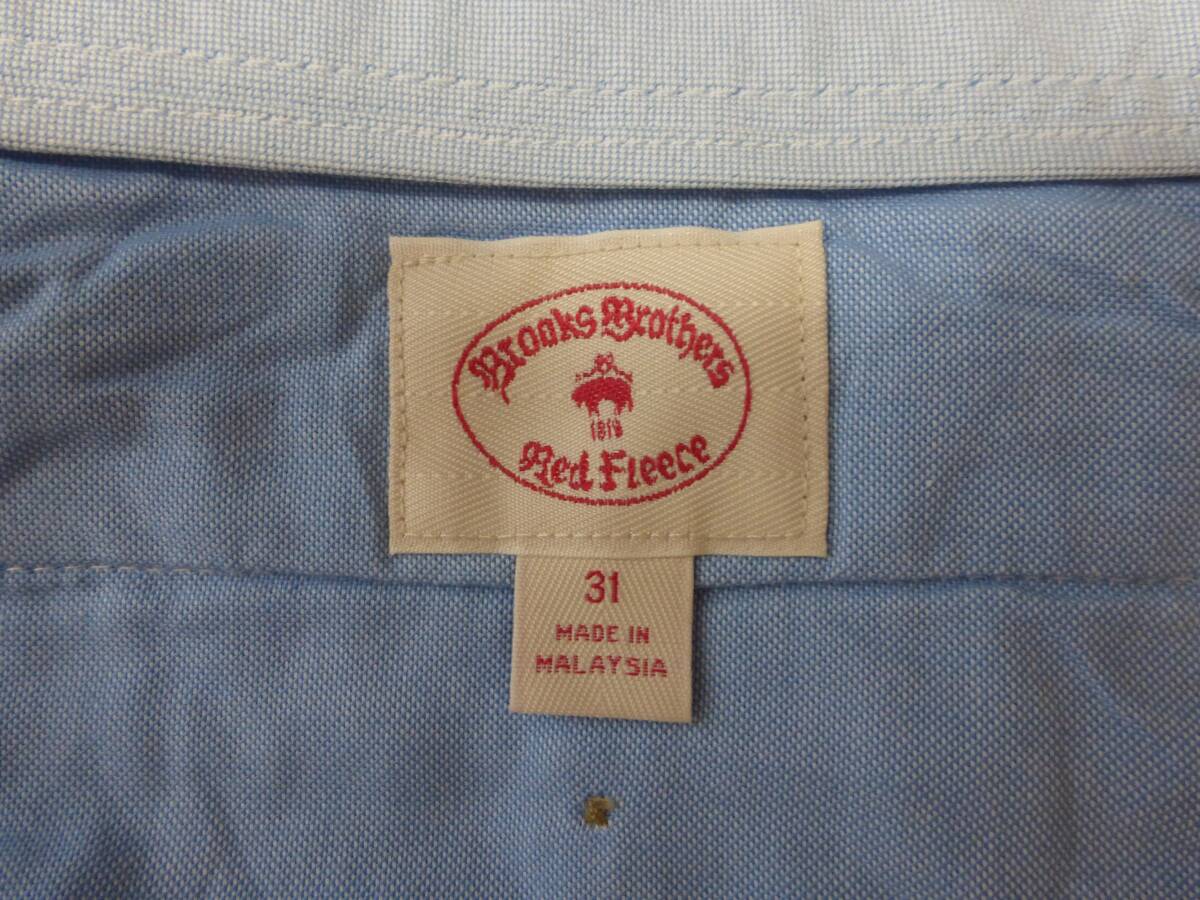 Brooks Brothers
1818
Red Fleece
31
MADE IN
MALAYSIA